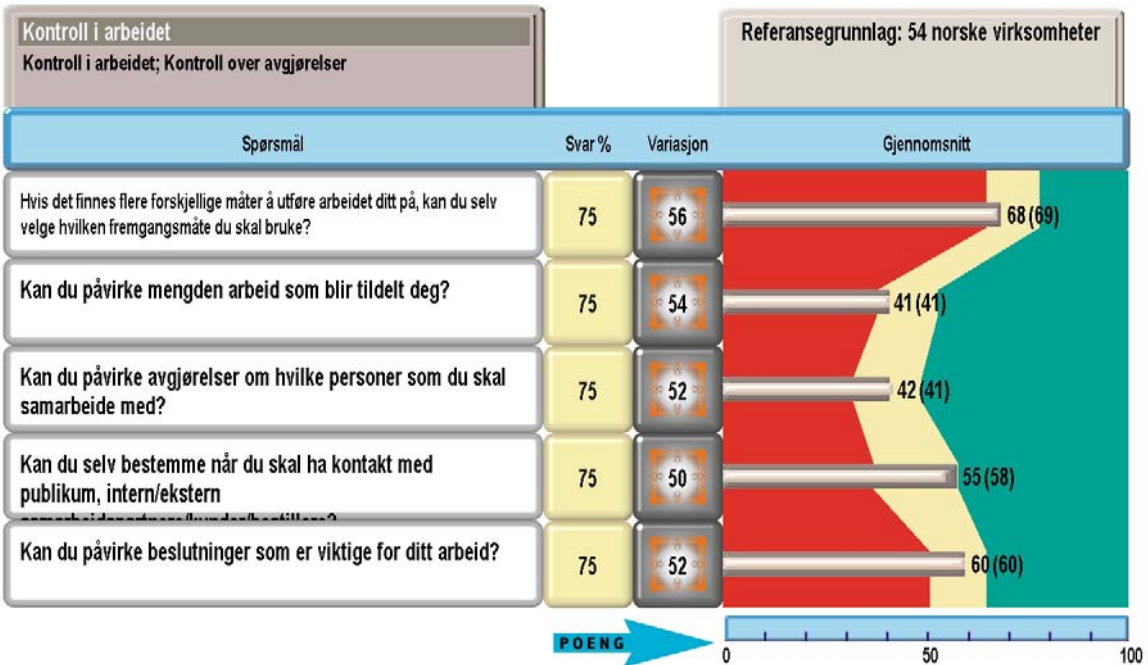 Kontroll i arbeidet
Kontroll i arbeidet; Kontroll over avgjørelser
Referansegrunnlag: 54 norske virksomheter
Spørsmål Svar % Variasjon Gjennomsnitt
Hvis det finnes flere forskjellige måter å utføre arbeidet ditt på, kan du selv
velge hvilken fremgangsmåte du skal bruke?
75 56 68 (69)
Kan du påvirke mengden arbeid som blir tildelt deg?
75 54 41 (41)
Kan du påvirke avgjørelser om hvilke personer som du skal
samarbeide med?
75 52 42 (41)
Kan du selv bestemme når du skal ha kontakt med
publikum, intern/ekstern
75 50 55 (58)
Kan du påvirke beslutninger som er viktige for ditt arbeid?
75 52 60 (60)
POENG
0 50 100